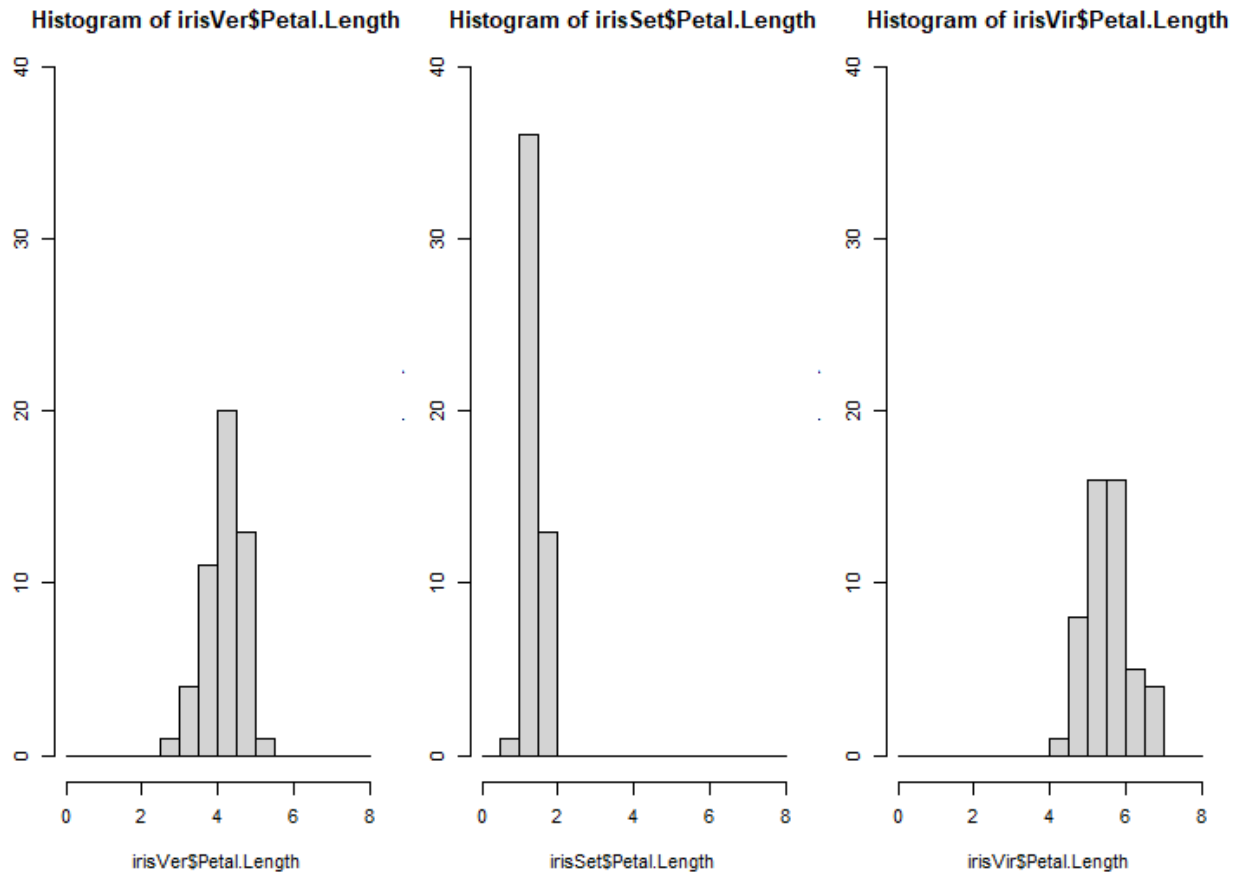 Histogram of irisVer$Petal.Length
40
30
20
10
0
0 2 4 6 8
irisVer$Petal.Length
Histogram of irisSet$Petal.Length
40
30
20
10
0
0 2 4 6 8
irisSet$Petal.Length
Histogram of irisVir$Petal.Length
40
30
20
10
0
0 2 4 6 8
irisVir$Petal.Length